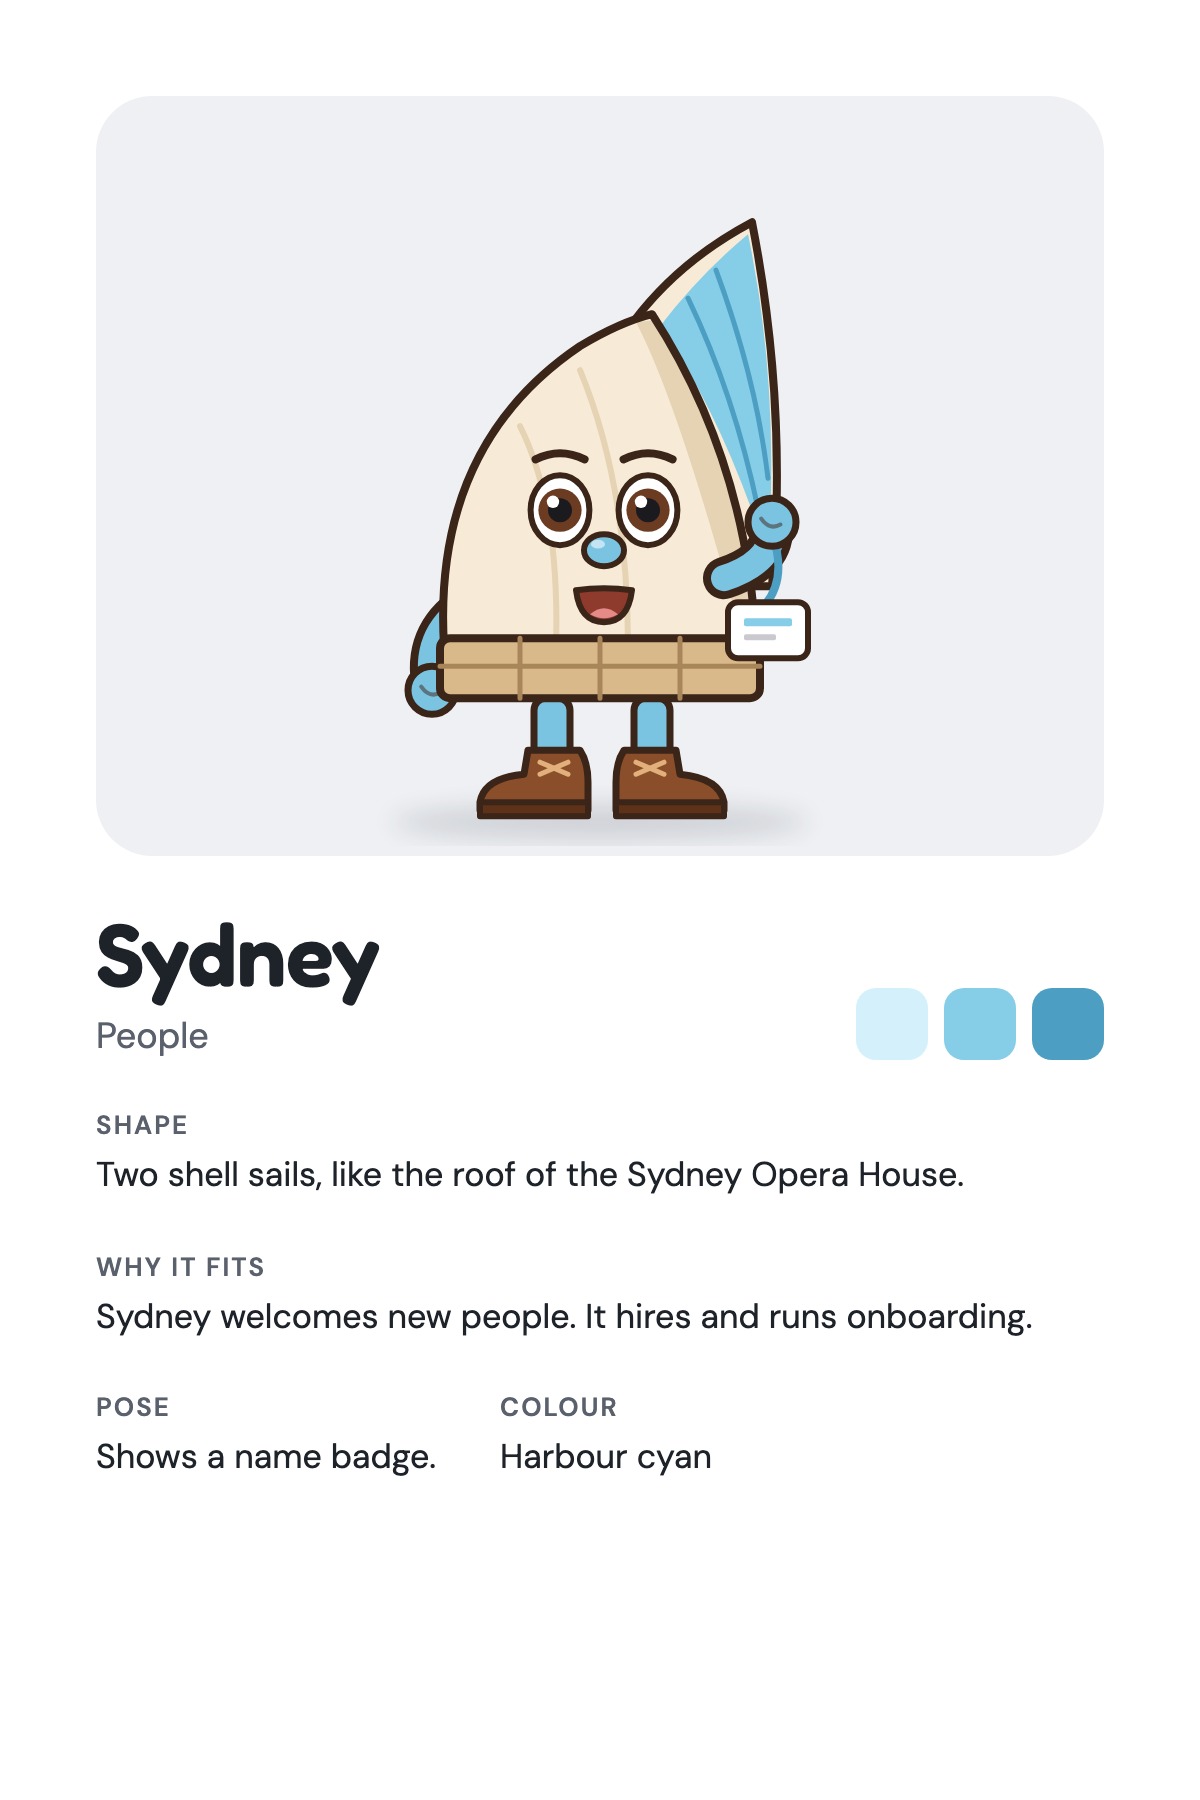 Sydney
People
SHAPE
Two shell sails, like the roof of the Sydney Opera House.
WHY IT FITS
Sydney welcomes new people. It hires and runs onboarding.
POSE
Shows a name badge.
COLOUR
Harbour cyan